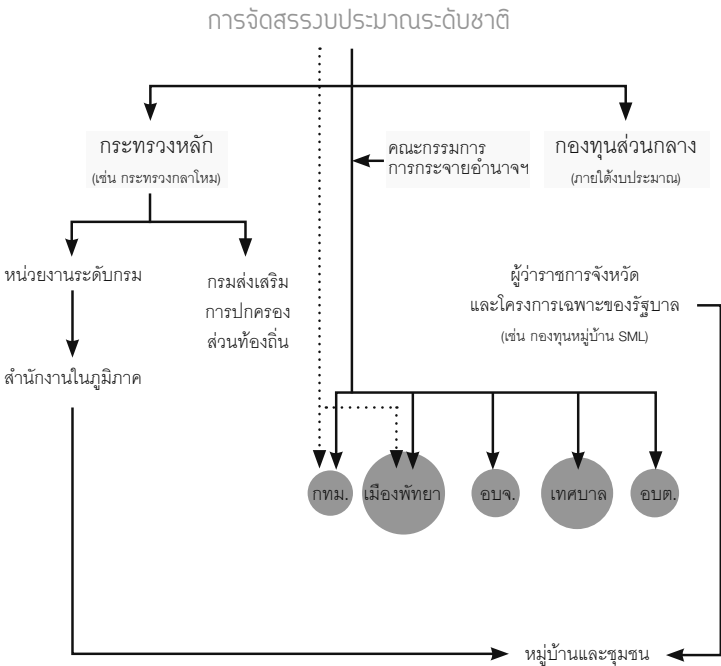 การจัดสรรงบประมาณระดับชาติ
กระทรวงหลัก
(เช่น กระทรวงกลาโหม)
คณะกรรมการ
การกระจายอำนาจฯ
กองทุนส่วนกลาง
(ภายใต้งบประมาณ)
หน่วยงานระดับกรม
กรมส่งเสริม
การปกครอง
ส่วนท้องถิ่น
ผู้ว่าราชการจังหวัด
และโครงการเฉพาะของรัฐบาล
(เช่น กองทุนหมู่บ้าน SML)
สำนักงานในภูมิภาค
กทม.
เมืองพัทยา
อบจ.
เทศบาล
อบต.
หมู่บ้านและชุมชน